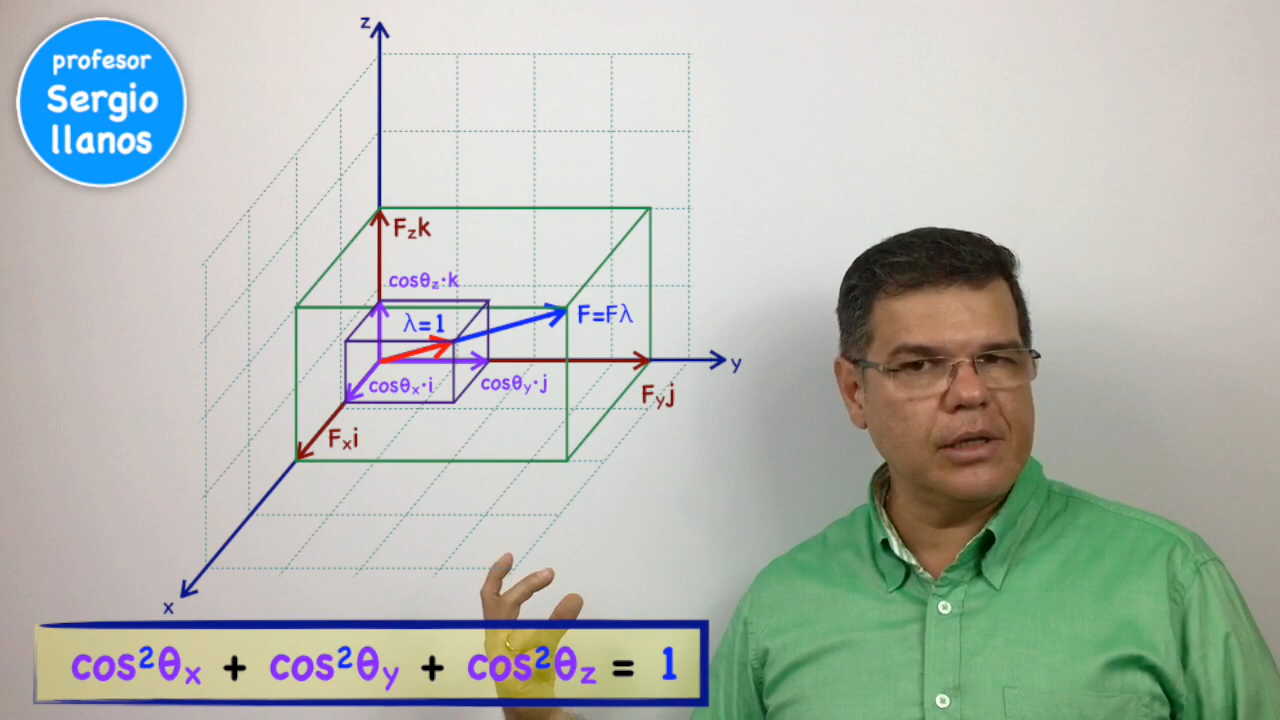 profesor
Sergio
llanos
z
Fzk
cosθz·k
λ=1
F=Fλ
y
cosθx·i
cosθy·j
Fyj
Fxi
x
cos²θx + cos²θy + cos²θz = 1